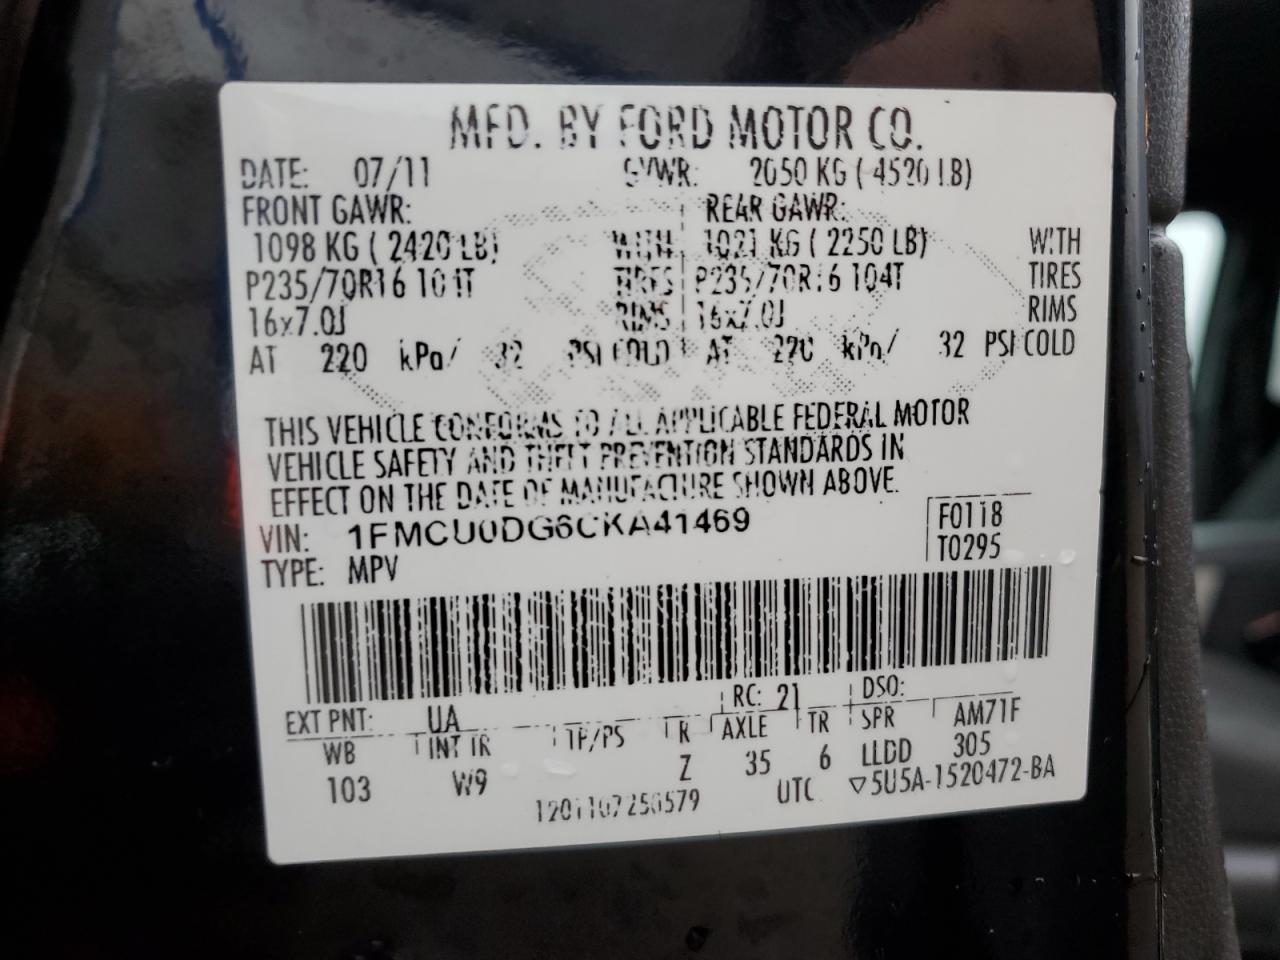 MFD. BY FORD MOTOR CO.
DATE: 07/11 GVWR: 2050 KG ( 4520 LB)
FRONT GAWR: REAR GAWR:
1098 KG ( 2420 LB) WITH 1021 KG ( 2250 LB) WITH
P235/70R16 104T TIRES P235/70R16 104T TIRES
16x7.0J RIMS 16x7.0J RIMS
AT 220 kPa/ 32 PSI COLD AT 220 kPa/ 32 PSI COLD
THIS VEHICLE CONFORMS TO ALL APPLICABLE FEDERAL MOTOR
VEHICLE SAFETY AND THEFT PREVENTION STANDARDS IN
EFFECT ON THE DATE OF MANUFACTURE SHOWN ABOVE.
VIN: 1FMCU0DG6CKA41469 F0118
TYPE: MPV T0295
EXT PNT: UA RC: 21 DSO:
WB INT TR TP/PS R AXLE TR SPR AM71F
103 W9 Z 35 6 LLDD 305
UTC ▽5U5A-1520472-BA